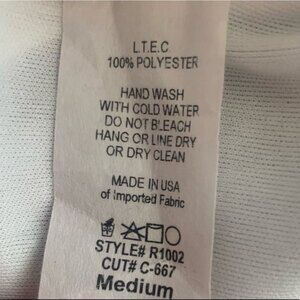 L.T.E.C
100% POLYESTER
HAND WASH
WITH COLD WATER
DO NOT BLEACH
HANG OR LINE DRY
OR DRY CLEAN
MADE IN USA
of Imported Fabric
STYLE# R1002
CUT# C-667
Medium